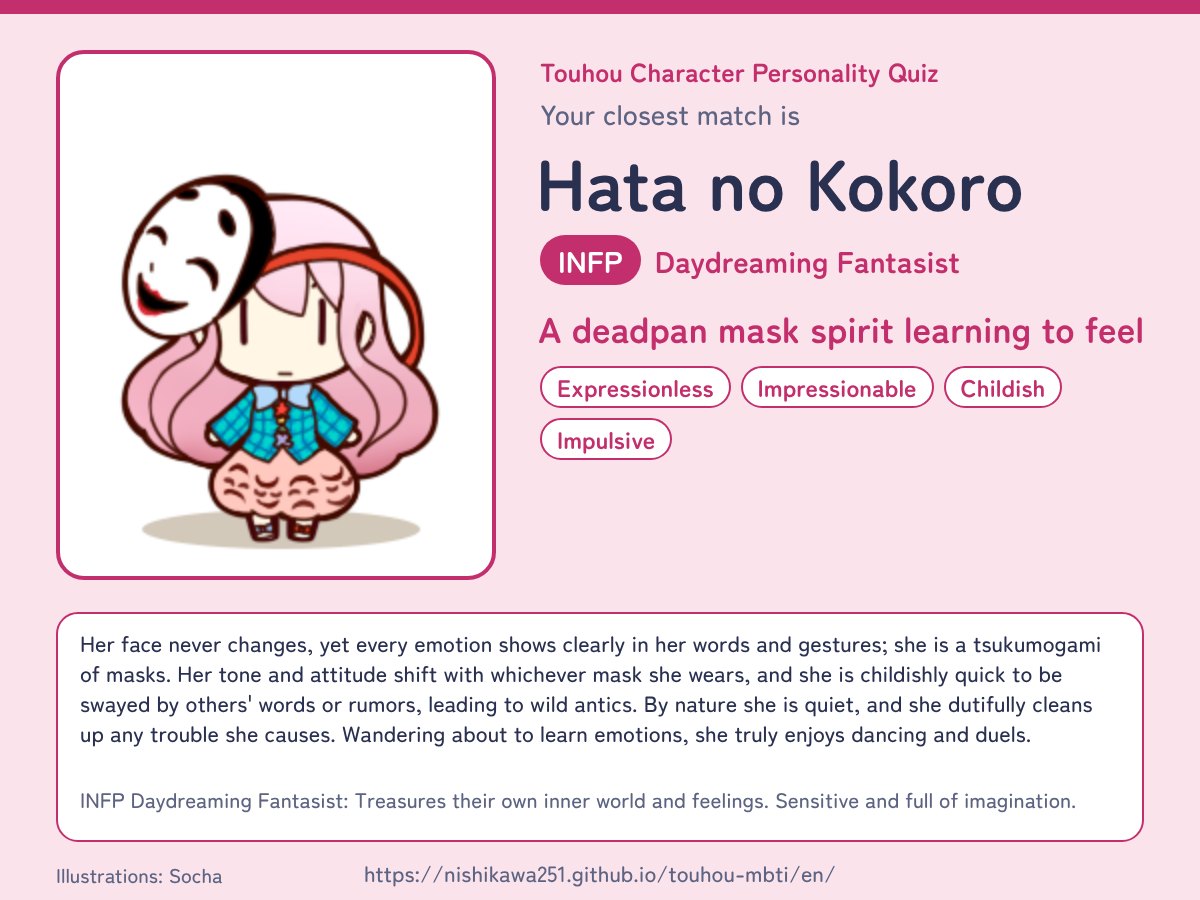 Touhou Character Personality Quiz
Your closest match is
Hata no Kokoro
INFP Daydreaming Fantasist
A deadpan mask spirit learning to feel
Expressionless Impressionable Childish
Impulsive
Her face never changes, yet every emotion shows clearly in her words and gestures; she is a tsukumogami
of masks. Her tone and attitude shift with whichever mask she wears, and she is childishly quick to be
swayed by others' words or rumors, leading to wild antics. By nature she is quiet, and she dutifully cleans
up any trouble she causes. Wandering about to learn emotions, she truly enjoys dancing and duels.
INFP Daydreaming Fantasist: Treasures their own inner world and feelings. Sensitive and full of imagination.
Illustrations: Socha https://nishikawa251.github.io/touhou-mbti/en/